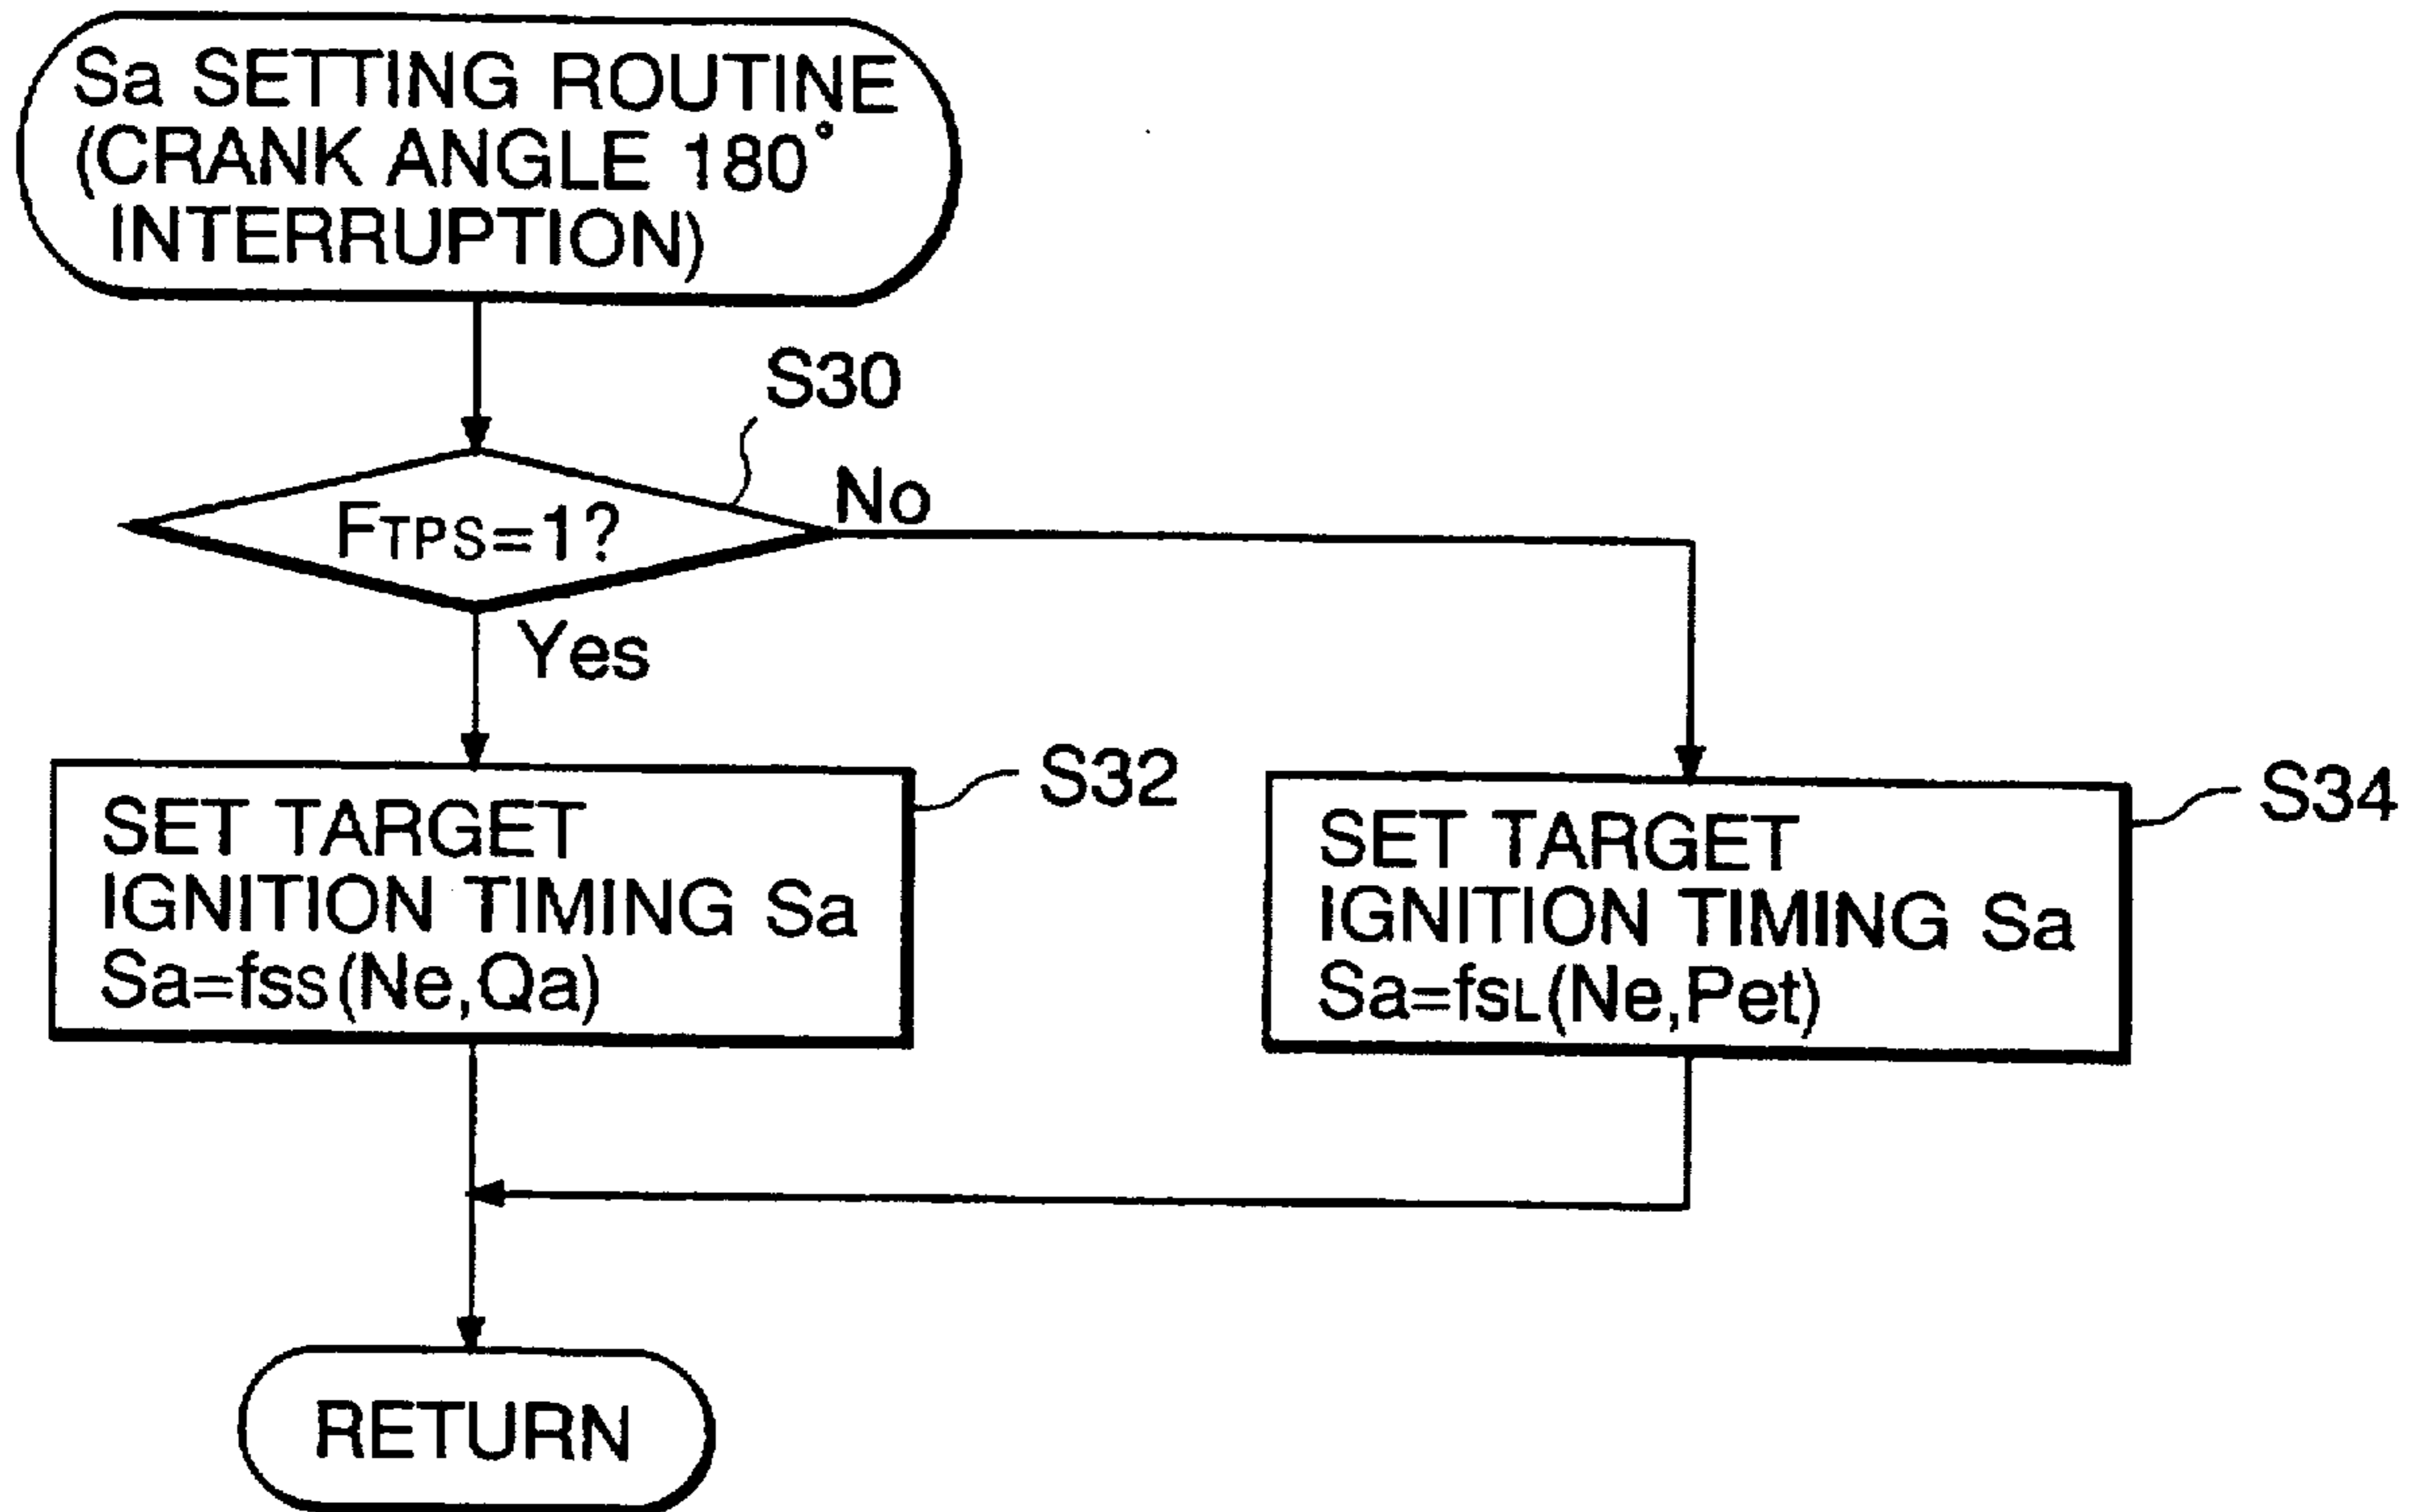 Sa SETTING ROUTINE
(CRANK ANGLE 180°
INTERRUPTION)
S30
FTPS=1?
No
Yes
SET TARGET
IGNITION TIMING Sa
Sa=fss(Ne,Qa)
S32
SET TARGET
IGNITION TIMING Sa
Sa=fsL(Ne,Pet)
S34
RETURN